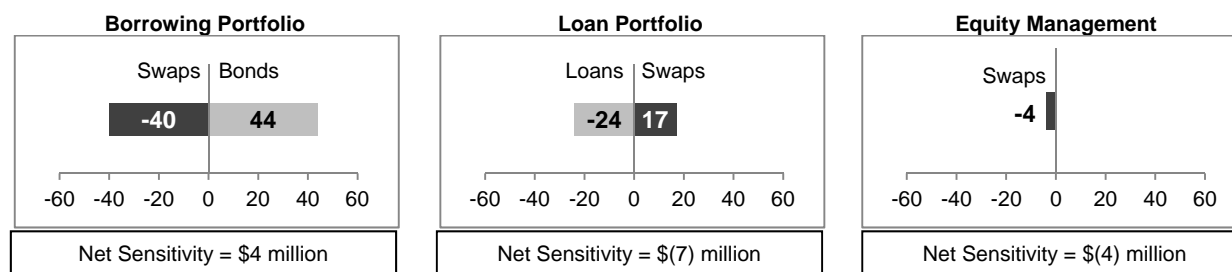 Borrowing Portfolio
Swaps Bonds
-40 44
-60 -40 -20 0 20 40 60
Net Sensitivity = $4 million
Loan Portfolio
Loans Swaps
-24 17
-60 -40 -20 0 20 40 60
Net Sensitivity = $(7) million
Equity Management
Swaps
-4
-60 -40 -20 0 20 40 60
Net Sensitivity = $(4) million